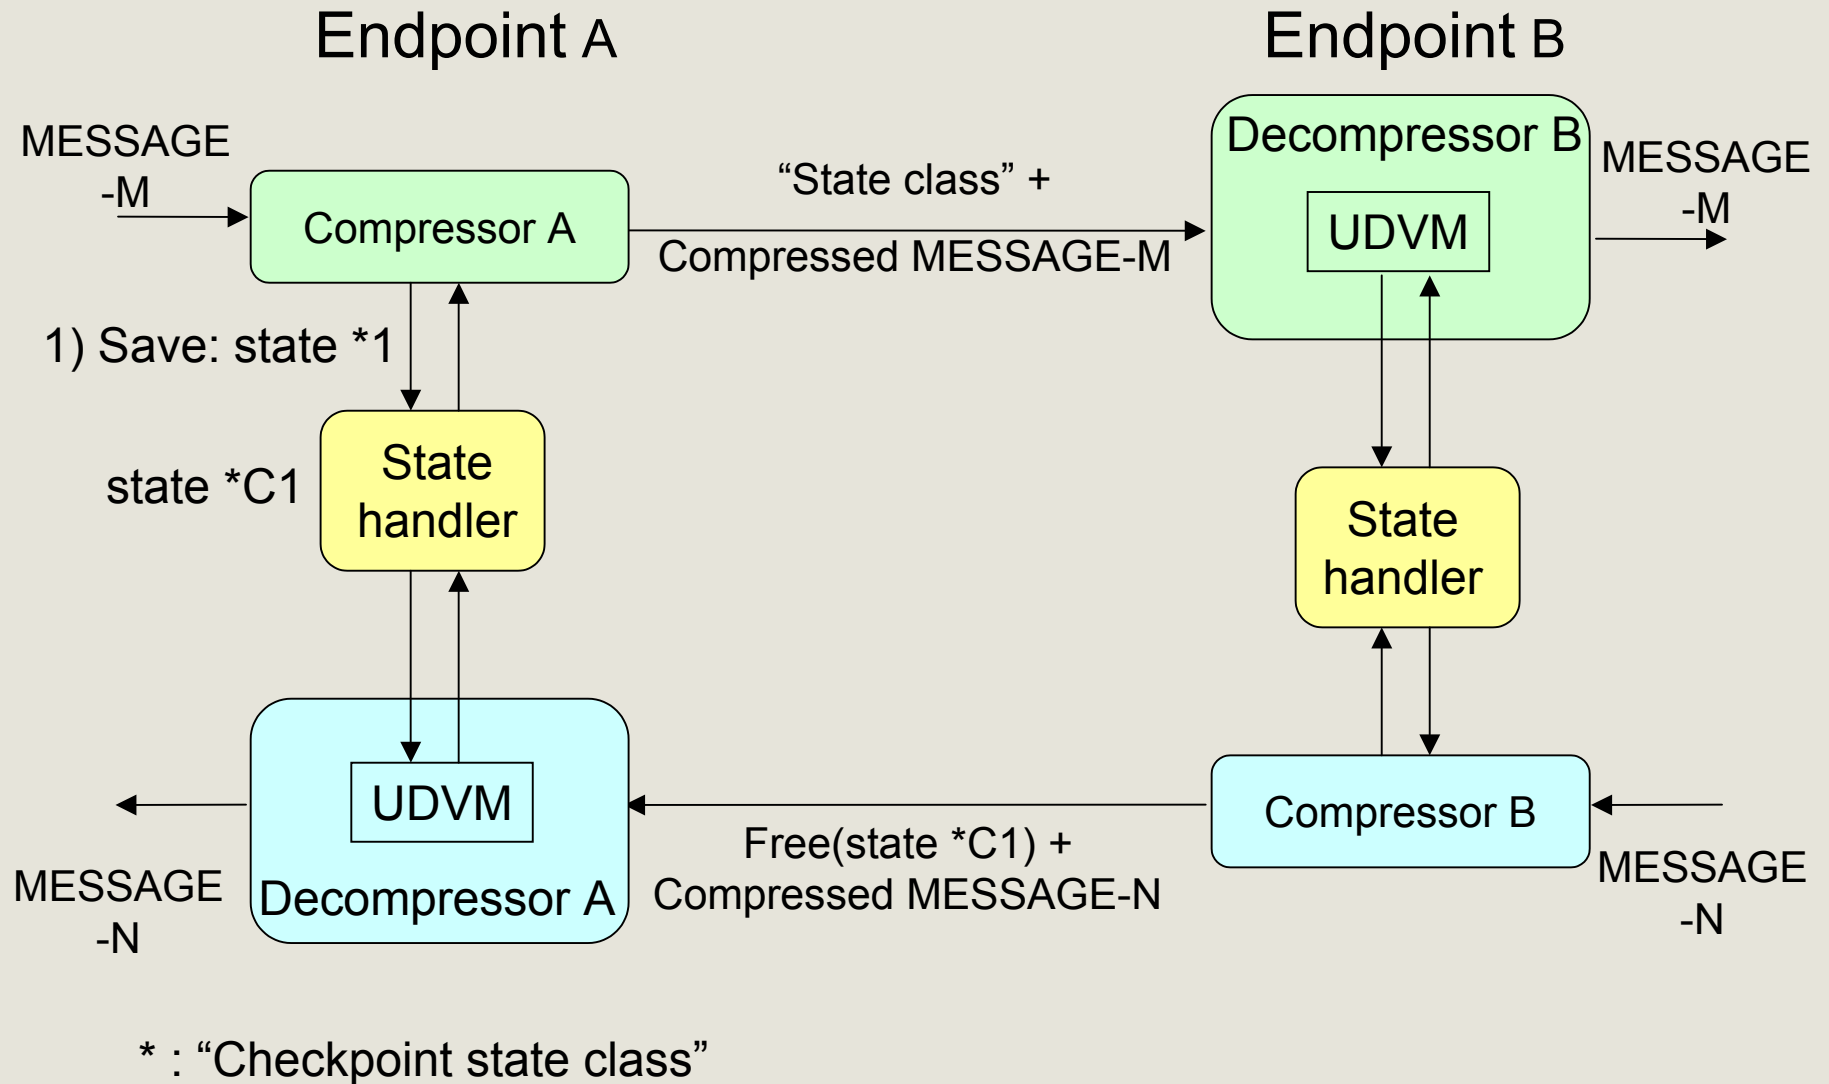 Endpoint A
Endpoint B
MESSAGE
-M
Compressor A
“State class” +
Compressed MESSAGE-M
Decompressor B
UDVM
MESSAGE
-M
1) Save: state *1
state *C1
State
handler
State
handler
UDVM
Decompressor A
MESSAGE
-N
Free(state *C1) +
Compressed MESSAGE-N
Compressor B
MESSAGE
-N
* : “Checkpoint state class”